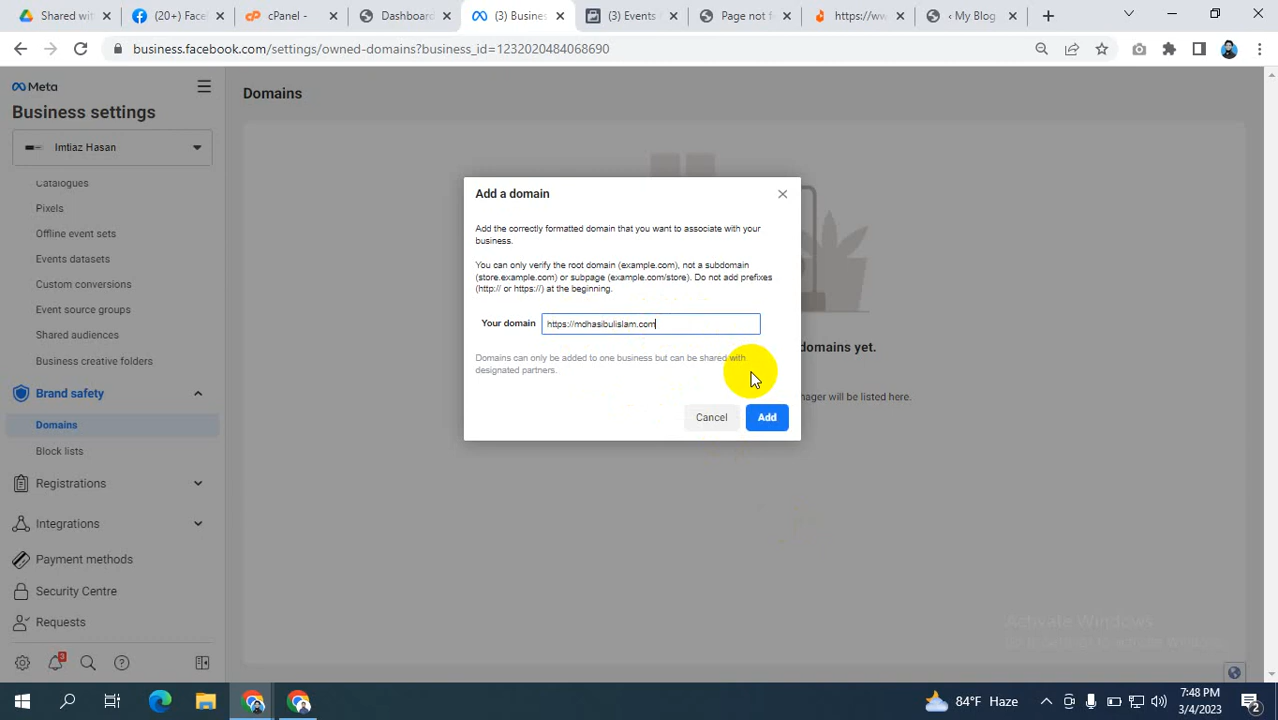 Shared wit
(20+) Face
cPanel -
Dashboard
(3) Busine
(3) Events /
Page not f
https://ww
‹ My Blog
business.facebook.com/settings/owned-domains?business_id=1232020484068690
Meta
Business settings
Imtiaz Hasan
Catalogues
Pixels
Offline event sets
Events datasets
Custom conversions
Event source groups
Shared audiences
Business creative folders
Brand safety
Domains
Block lists
Registrations
Integrations
Payment methods
Security Centre
Requests
3
Domains
Add a domain
Add the correctly formatted domain that you want to associate with your
business.
You can only verify the root domain (example.com), not a subdomain
(store.example.com) or subpage (example.com/store). Do not add prefixes
(http:// or https://) at the beginning.
Your domain https://mdhasibulislam.com
Domains can only be added to one business but can be shared with
designated partners.
Cancel Add
domains yet.
nager will be listed here.
Activate Windows
84°F Haze
7:48 PM
3/4/2023
2